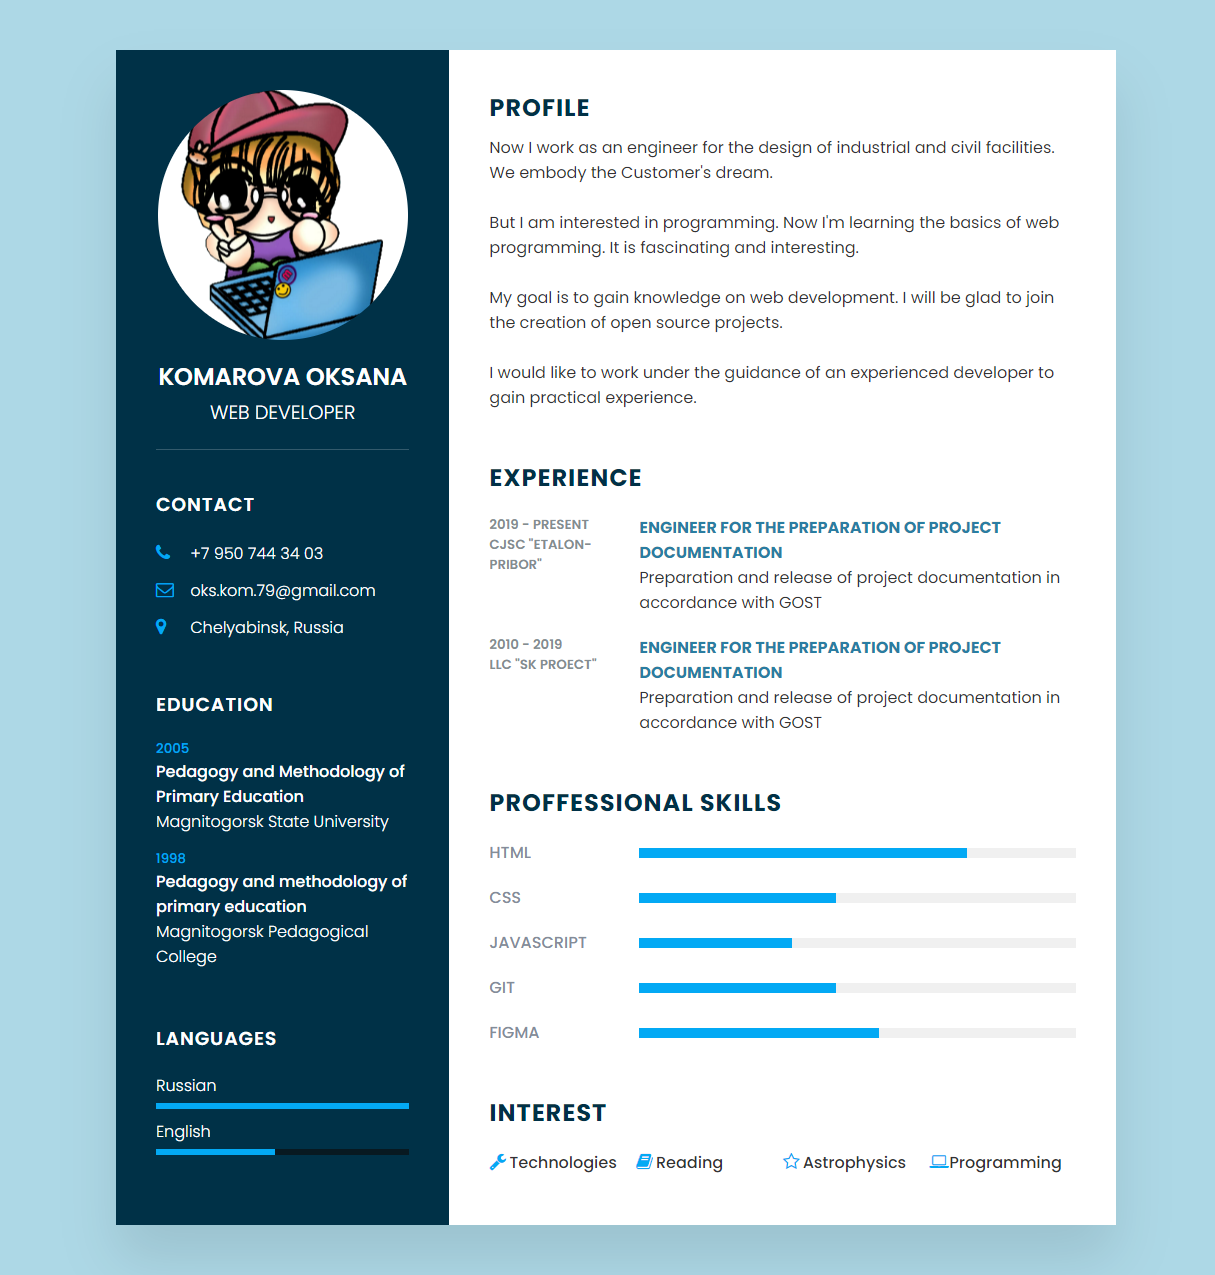 KOMAROVA OKSANA
WEB DEVELOPER
CONTACT
+7 950 744 34 03
oks.kom.79@gmail.com
Chelyabinsk, Russia
EDUCATION
2005
Pedagogy and Methodology of
Primary Education
Magnitogorsk State University
1998
Pedagogy and methodology of
primary education
Magnitogorsk Pedagogical
College
LANGUAGES
Russian
English
PROFILE
Now I work as an engineer for the design of industrial and civil facilities.
We embody the Customer's dream.
But I am interested in programming. Now I'm learning the basics of web
programming. It is fascinating and interesting.
My goal is to gain knowledge on web development. I will be glad to join
the creation of open source projects.
I would like to work under the guidance of an experienced developer to
gain practical experience.
EXPERIENCE
2019 - PRESENT
CJSC "ETALON-
PRIBOR"
ENGINEER FOR THE PREPARATION OF PROJECT
DOCUMENTATION
Preparation and release of project documentation in
accordance with GOST
2010 - 2019
LLC "SK PROECT"
ENGINEER FOR THE PREPARATION OF PROJECT
DOCUMENTATION
Preparation and release of project documentation in
accordance with GOST
PROFFESSIONAL SKILLS
HTML
CSS
JAVASCRIPT
GIT
FIGMA
INTEREST
Technologies Reading Astrophysics Programming